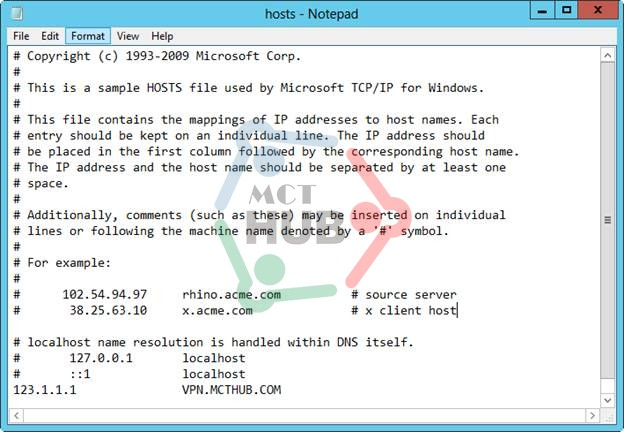 hosts - Notepad
File Edit Format View Help
# Copyright (c) 1993-2009 Microsoft Corp.
#
# This is a sample HOSTS file used by Microsoft TCP/IP for Windows.
#
# This file contains the mappings of IP addresses to host names. Each
# entry should be kept on an individual line. The IP address should
# be placed in the first column followed by the corresponding host name.
# The IP address and the host name should be separated by at least one
# space.
#
# Additionally, comments (such as these) may be inserted on individual
# lines or following the machine name denoted by a '#' symbol.
#
# For example:
#
#      102.54.94.97     rhino.acme.com          # source server
#       38.25.63.10     x.acme.com              # x client host

# localhost name resolution is handled within DNS itself.
#       127.0.0.1       localhost
#       ::1             localhost
123.1.1.1               VPN.MCTHUB.COM
MCT
HUB